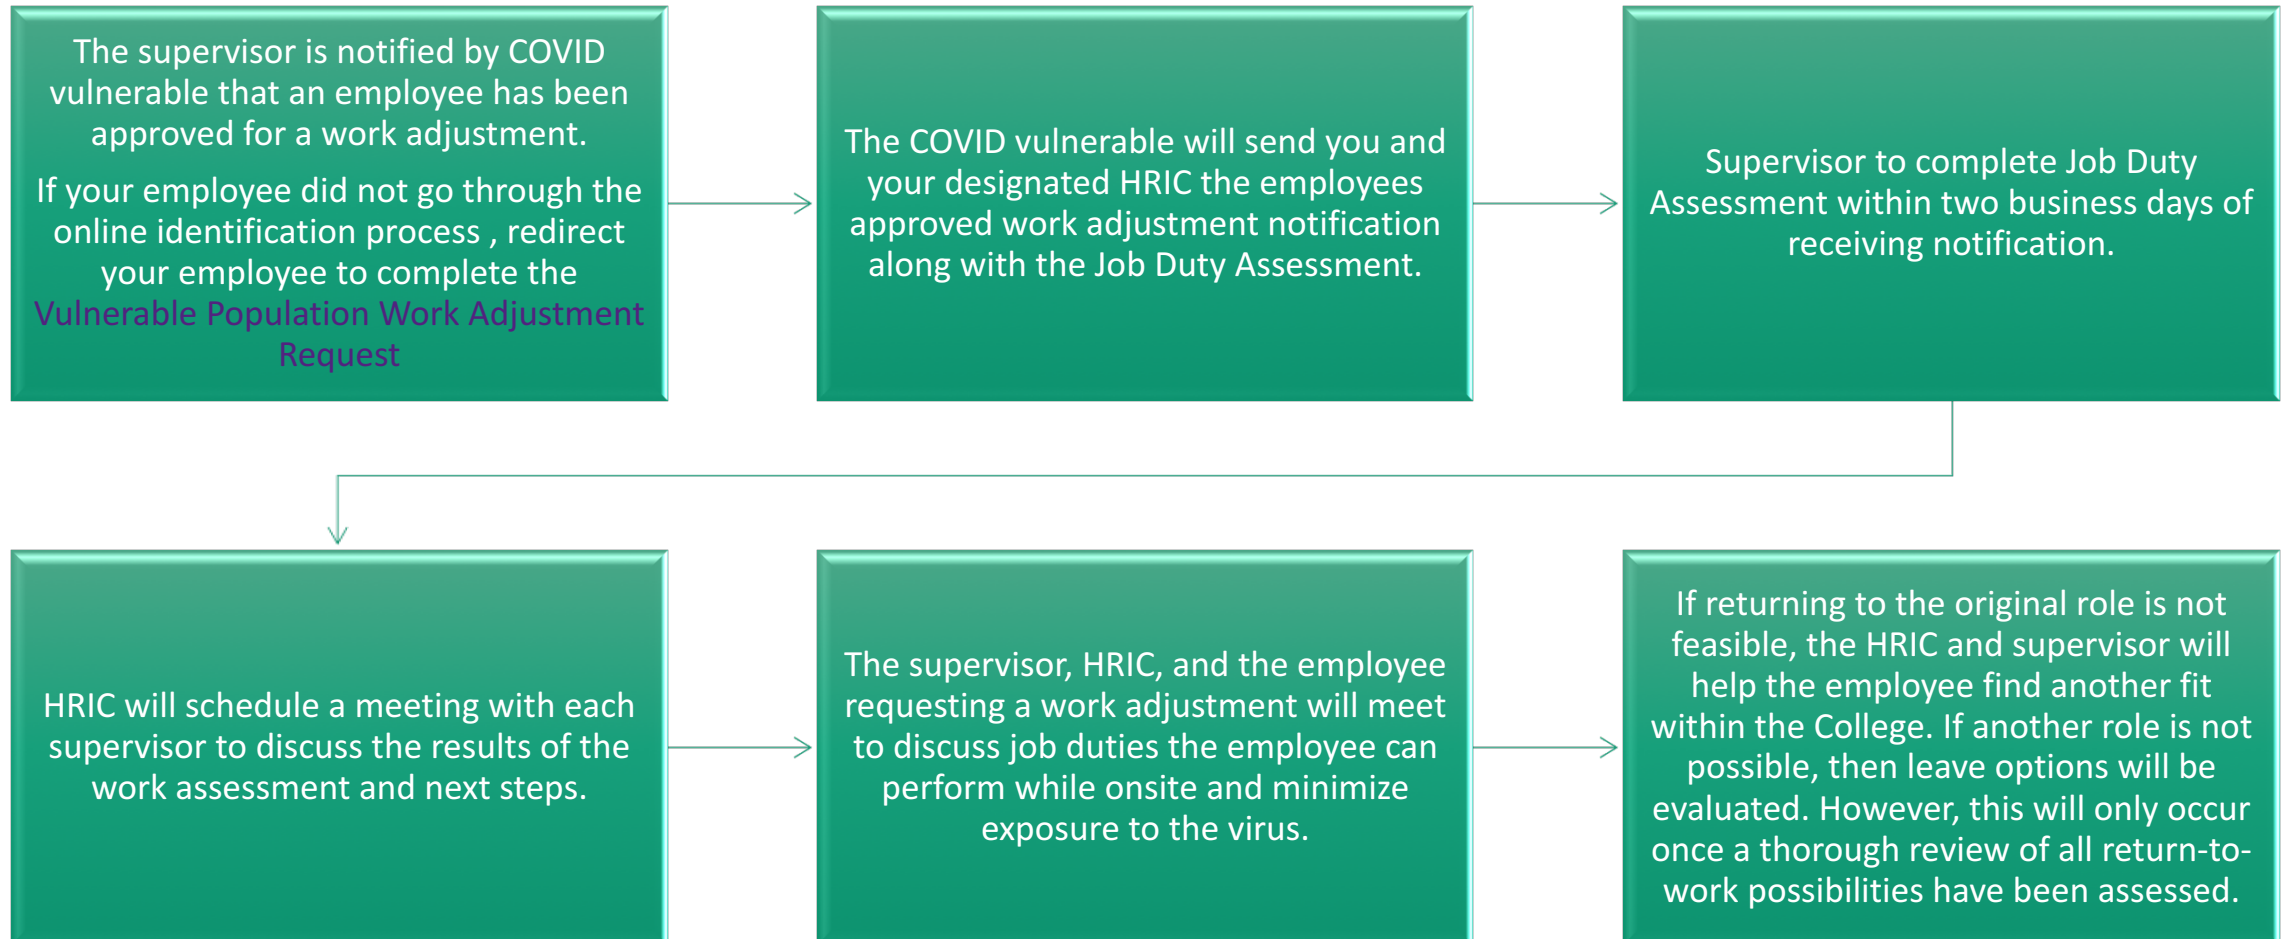 The supervisor is notified by COVID
vulnerable that an employee has been
approved for a work adjustment.
If your employee did not go through the
online identification process , redirect
your employee to complete the
Vulnerable Population Work Adjustment
Request
The COVID vulnerable will send you and
your designated HRIC the employees
approved work adjustment notification
along with the Job Duty Assessment.
Supervisor to complete Job Duty
Assessment within two business days of
receiving notification.
HRIC will schedule a meeting with each
supervisor to discuss the results of the
work assessment and next steps.
The supervisor, HRIC, and the employee
requesting a work adjustment will meet
to discuss job duties the employee can
perform while onsite and minimize
exposure to the virus.
If returning to the original role is not
feasible, the HRIC and supervisor will
help the employee find another fit
within the College. If another role is not
possible, then leave options will be
evaluated. However, this will only occur
once a thorough review of all return-to-
work possibilities have been assessed.